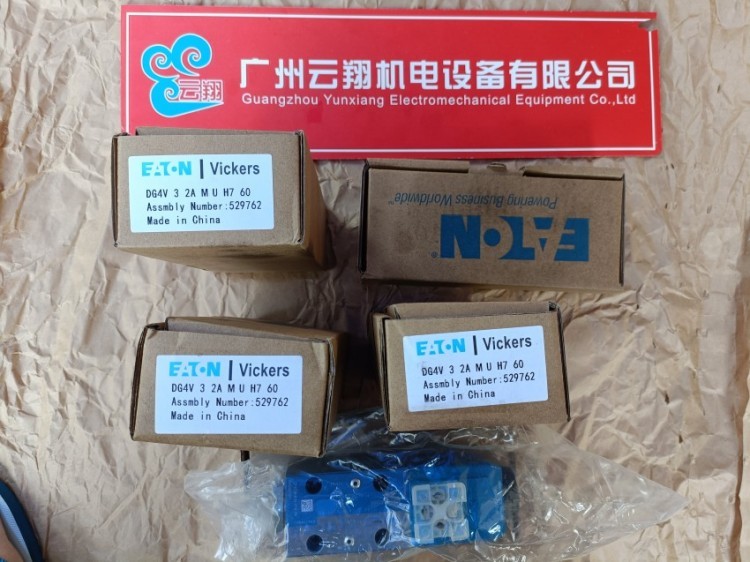 云翔
广州云翔机电设备有限公司
Guangzhou Yunxiang Electromechanical Equipment Co.,Ltd
EATON | Vickers
DG4V 3 2A M U H7 60
Assmbly Number:529762
Made in China
EATON®
Powering Business Worldwide™
EATON | Vickers
DG4V 3 2A M U H7 60
Assmbly Number:529762
Made in China
EATON | Vickers
DG4V 3 2A M U H7 60
Assmbly Number:529762
Made in China